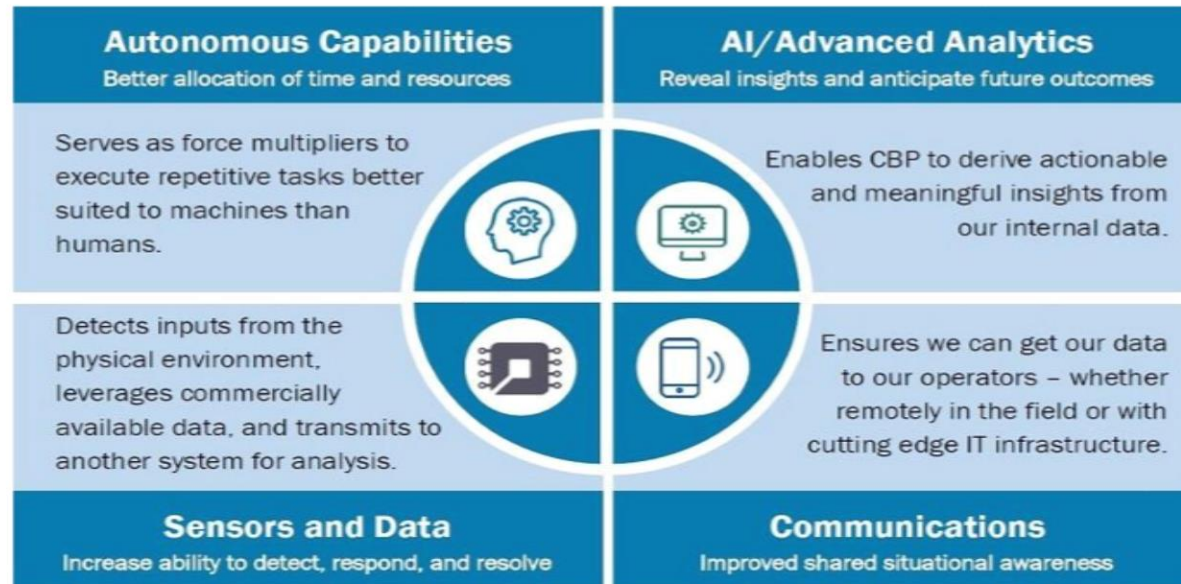 Autonomous Capabilities
Better allocation of time and resources
Serves as force multipliers to
execute repetitive tasks better
suited to machines than
humans.
AI/Advanced Analytics
Reveal insights and anticipate future outcomes
Enables CBP to derive actionable
and meaningful insights from
our internal data.
Detects inputs from the
physical environment,
leverages commercially
available data, and transmits to
another system for analysis.
Sensors and Data
Increase ability to detect, respond, and resolve
Ensures we can get our data
to our operators – whether
remotely in the field or with
cutting edge IT infrastructure.
Communications
Improved shared situational awareness